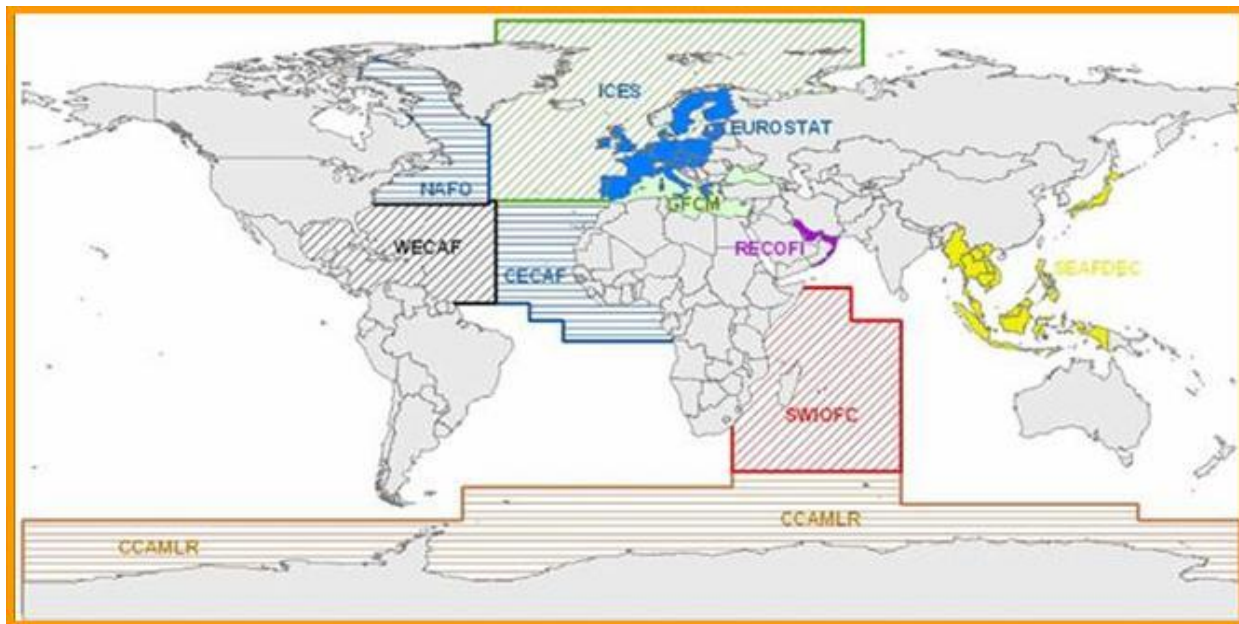 ICES
EUROSTAT
NAFO
GFCM
WECAF
CECAF
RECOFI
SEAFDEC
SWIOFC
CCAMLR
CCAMLR